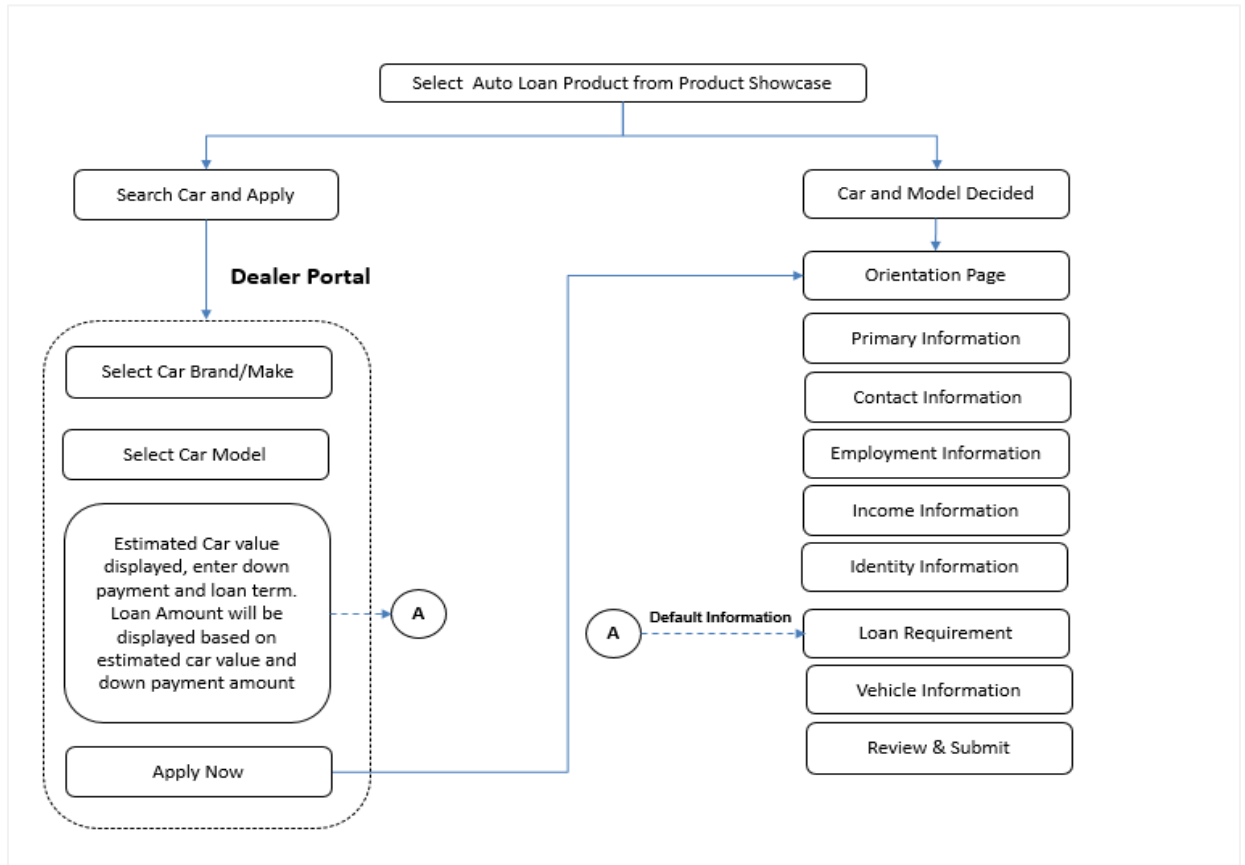 Select Auto Loan Product from Product Showcase
Search Car and Apply
Dealer Portal
Select Car Brand/Make
Select Car Model
Estimated Car value
displayed, enter down
payment and loan term.
Loan Amount will be
displayed based on
estimated car value and
down payment amount
A
Apply Now
Car and Model Decided
Orientation Page
Primary Information
Contact Information
Employment Information
Income Information
Identity Information
A
Default Information
Loan Requirement
Vehicle Information
Review & Submit